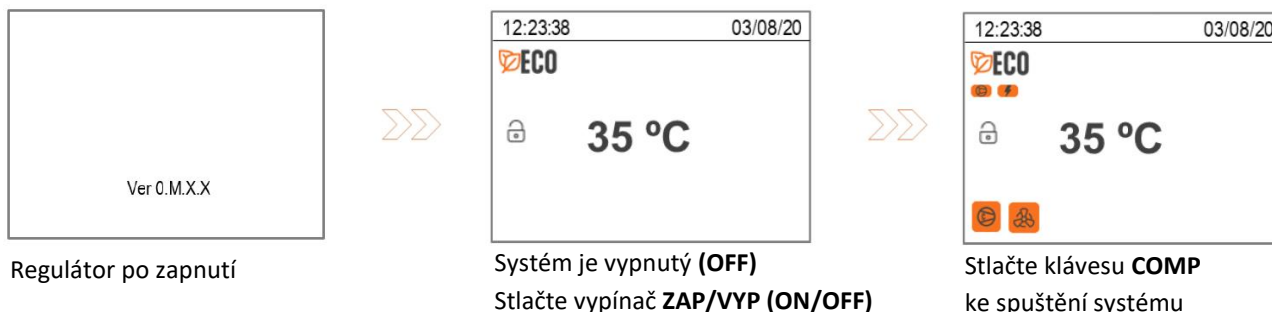 Ver 0.M.X.X
Regulátor po zapnutí
12:23:38 03/08/20
ECO
35 ºC
Systém je vypnutý (OFF)
Stlačte vypínač ZAP/VYP (ON/OFF)
12:23:38 03/08/20
ECO
35 ºC
Stlačte klávesu COMP
ke spuštění systému